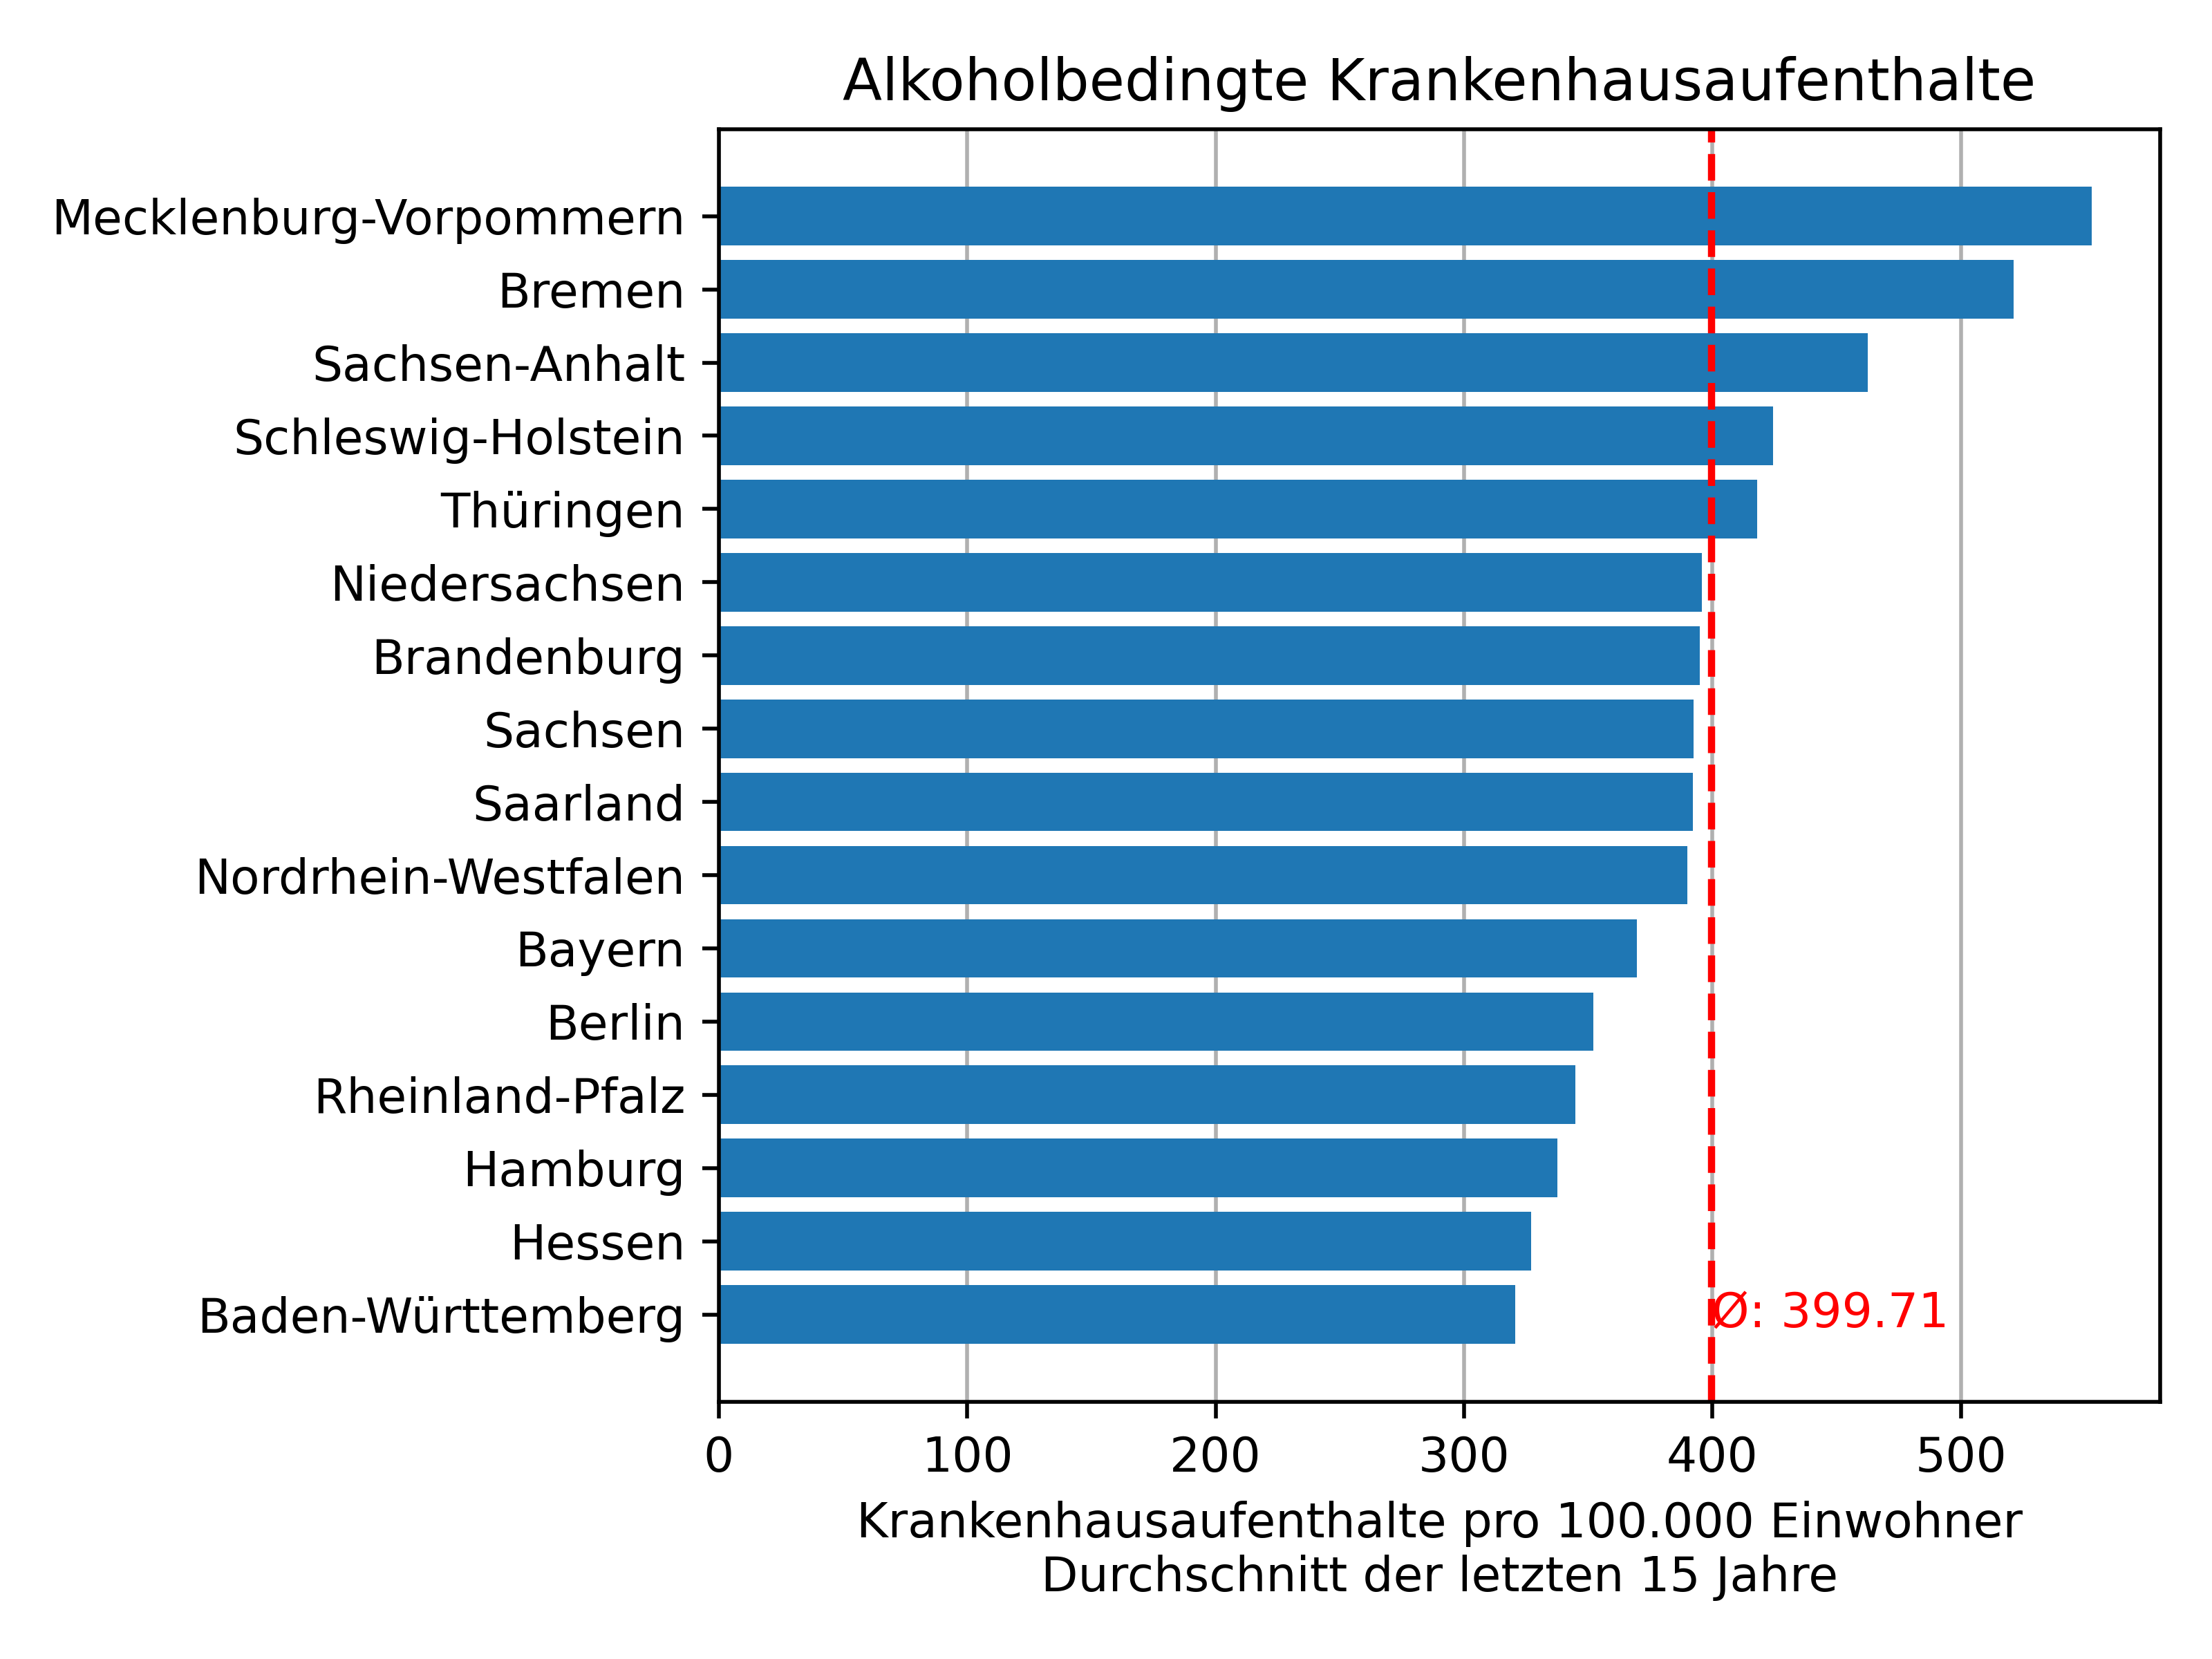 Alkoholbedingte Krankenhausaufenthalte
Mecklenburg-Vorpommern
Bremen
Sachsen-Anhalt
Schleswig-Holstein
Thüringen
Niedersachsen
Brandenburg
Sachsen
Saarland
Nordrhein-Westfalen
Bayern
Berlin
Rheinland-Pfalz
Hamburg
Hessen
Baden-Württemberg
Ø: 399.71
0 100 200 300 400 500
Krankenhausaufenthalte pro 100.000 Einwohner
Durchschnitt der letzten 15 Jahre